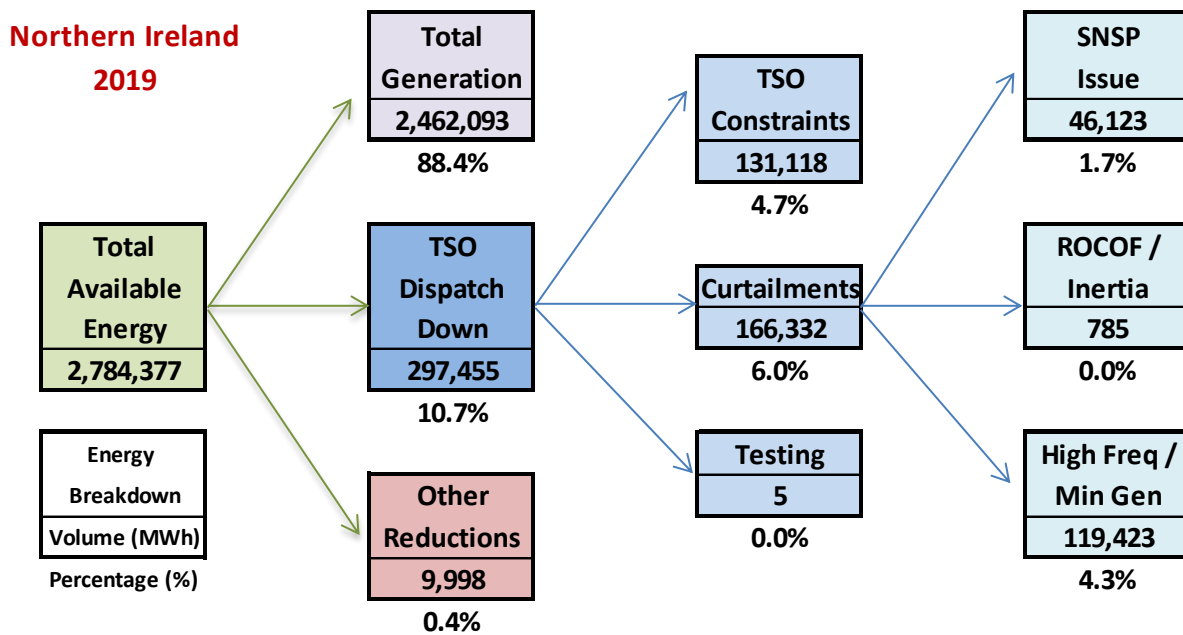 Northern Ireland
2019
Total
Generation
2,462,093
88.4%
TSO
Constraints
131,118
4.7%
SNSP
Issue
46,123
1.7%
Total
Available
Energy
2,784,377
TSO
Dispatch
Down
297,455
10.7%
Curtailments
166,332
6.0%
ROCOF /
Inertia
785
0.0%
Energy
Breakdown
Volume (MWh)
Percentage (%)
Other
Reductions
9,998
0.4%
Testing
5
0.0%
High Freq /
Min Gen
119,423
4.3%